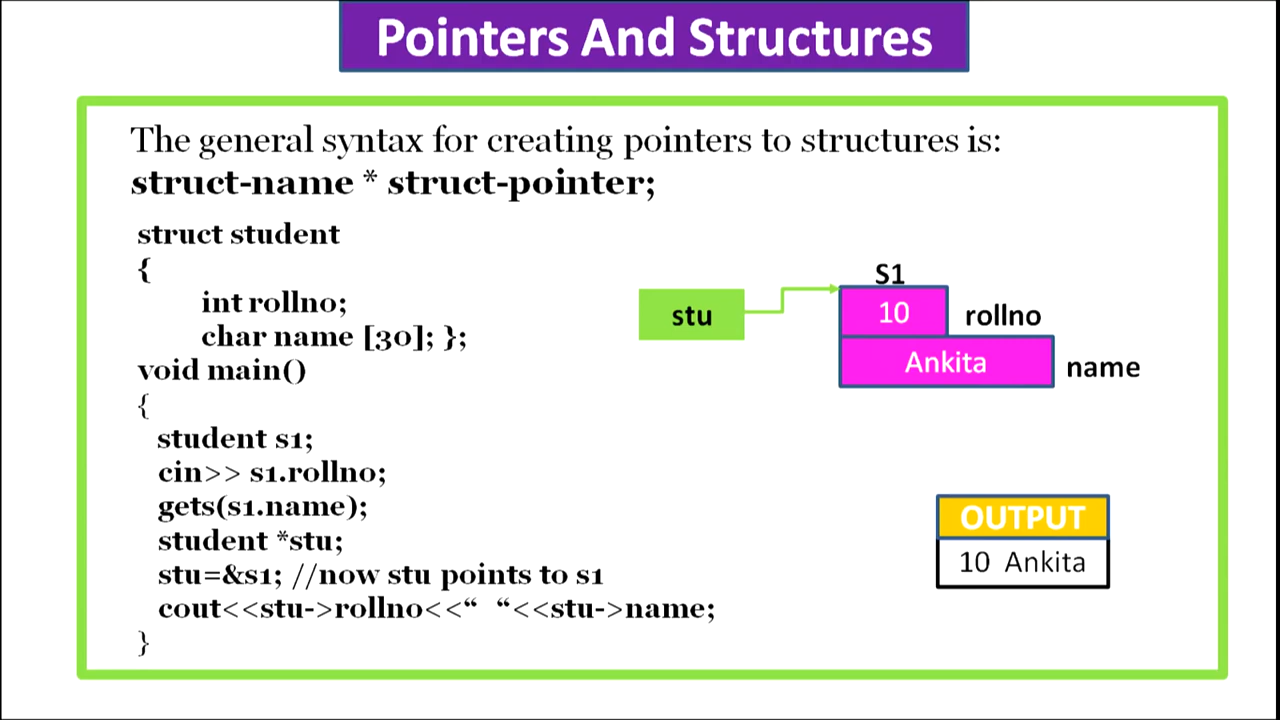 Pointers And Structures
The general syntax for creating pointers to structures is:
struct-name * struct-pointer;
struct student
{
int rollno;
char name [30]; };
void main()
{
student s1;
cin>> s1.rollno;
gets(s1.name);
student *stu;
stu=&s1; //now stu points to s1
cout<<stu->rollno<<“ “<<stu->name;
}
S1
stu
10
rollno
Ankita
name
OUTPUT
10 Ankita